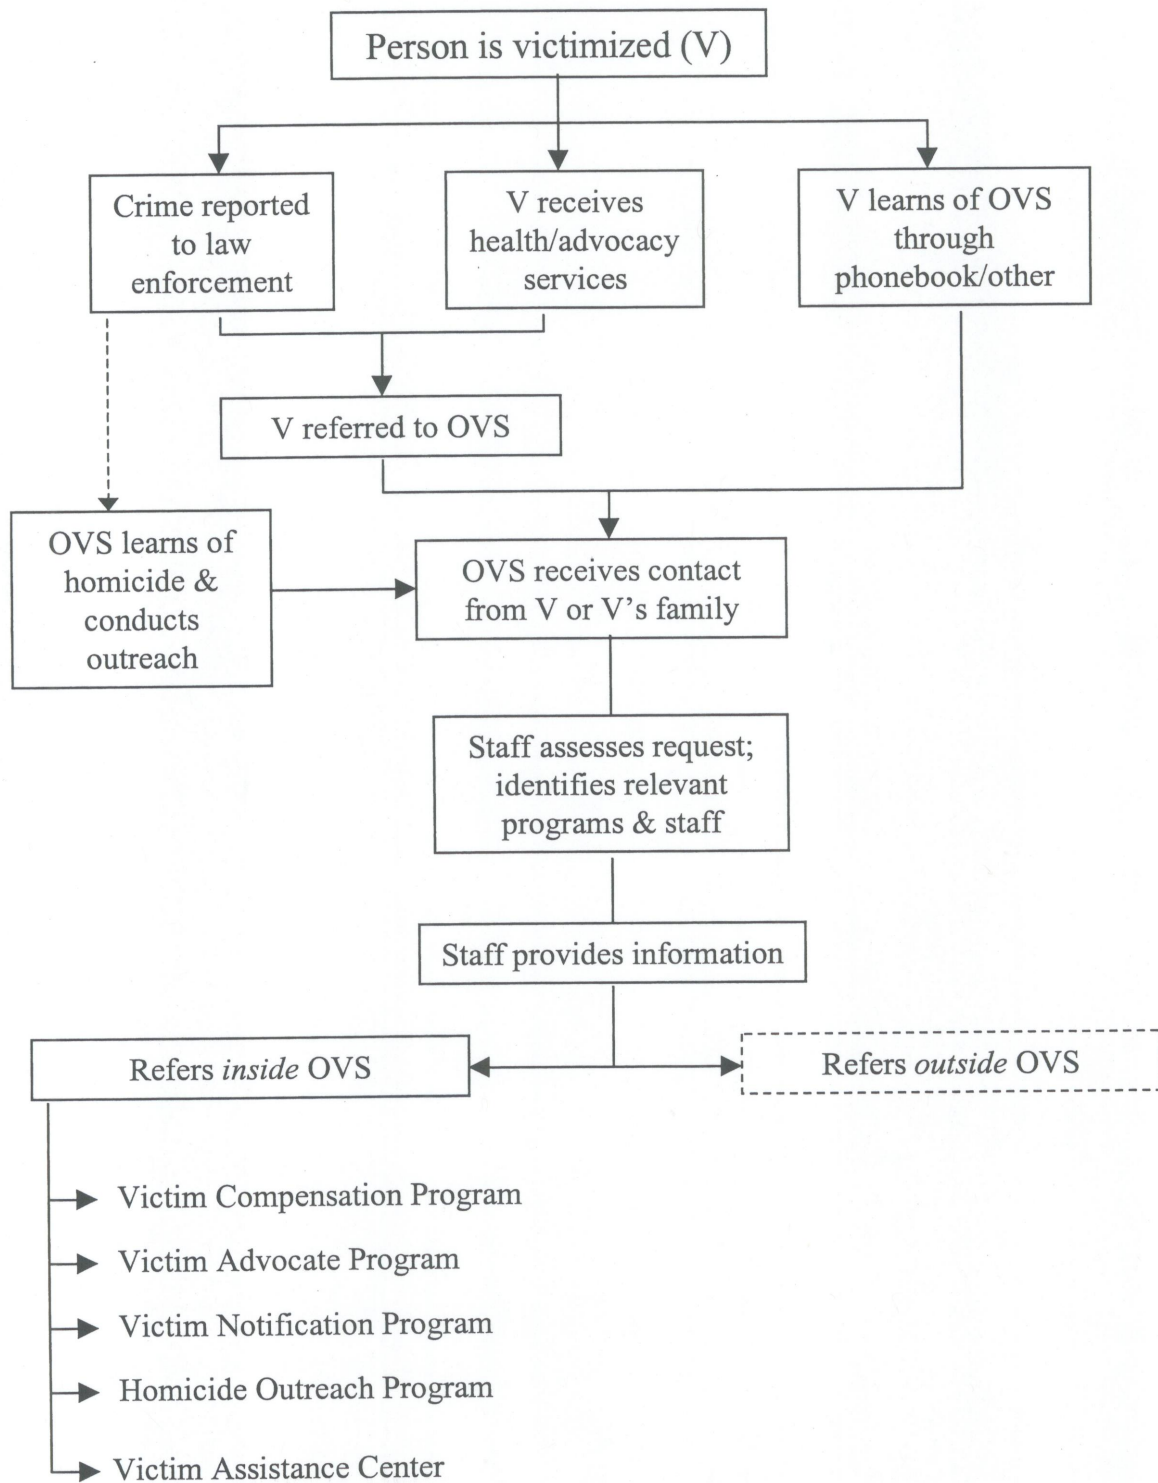 Person is victimized (V)
Crime reported
to law
enforcement
V receives
health/advocacy
services
V learns of OVS
through
phonebook/other
V referred to OVS
OVS learns of
homicide &
conducts
outreach
OVS receives contact
from V or V's family
Staff assesses request;
identifies relevant
programs & staff
Staff provides information
Refers inside OVS
Refers outside OVS
Victim Compensation Program
Victim Advocate Program
Victim Notification Program
Homicide Outreach Program
Victim Assistance Center